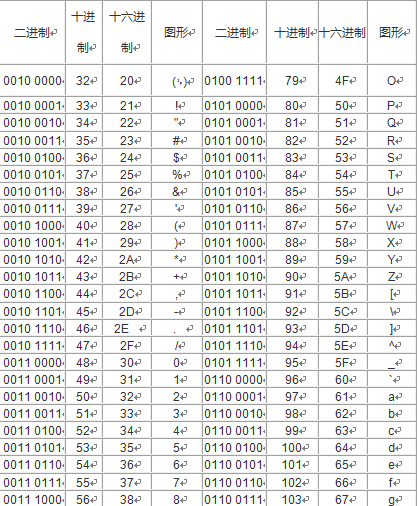 二进制 十进制 十六进制 图形 二进制 十进制 十六进制 图形
0010 0000 32 20 (␠) 0100 1111 79 4F O
0010 0001 33 21 ! 0101 0000 80 50 P
0010 0010 34 22 " 0101 0001 81 51 Q
0010 0011 35 23 # 0101 0010 82 52 R
0010 0100 36 24 $ 0101 0011 83 53 S
0010 0101 37 25 % 0101 0100 84 54 T
0010 0110 38 26 & 0101 0101 85 55 U
0010 0111 39 27 ' 0101 0110 86 56 V
0010 1000 40 28 ( 0101 0111 87 57 W
0010 1001 41 29 ) 0101 1000 88 58 X
0010 1010 42 2A * 0101 1001 89 59 Y
0010 1011 43 2B + 0101 1010 90 5A Z
0010 1100 44 2C , 0101 1011 91 5B [
0010 1101 45 2D - 0101 1100 92 5C \
0010 1110 46 2E . 0101 1101 93 5D ]
0010 1111 47 2F / 0101 1110 94 5E ^
0011 0000 48 30 0 0101 1111 95 5F _
0011 0001 49 31 1 0110 0000 96 60 `
0011 0010 50 32 2 0110 0001 97 61 a
0011 0011 51 33 3 0110 0010 98 62 b
0011 0100 52 34 4 0110 0011 99 63 c
0011 0101 53 35 5 0110 0100 100 64 d
0011 0110 54 36 6 0110 0101 101 65 e
0011 0111 55 37 7 0110 0110 102 66 f
0011 1000 56 38 8 0110 0111 103 67 g